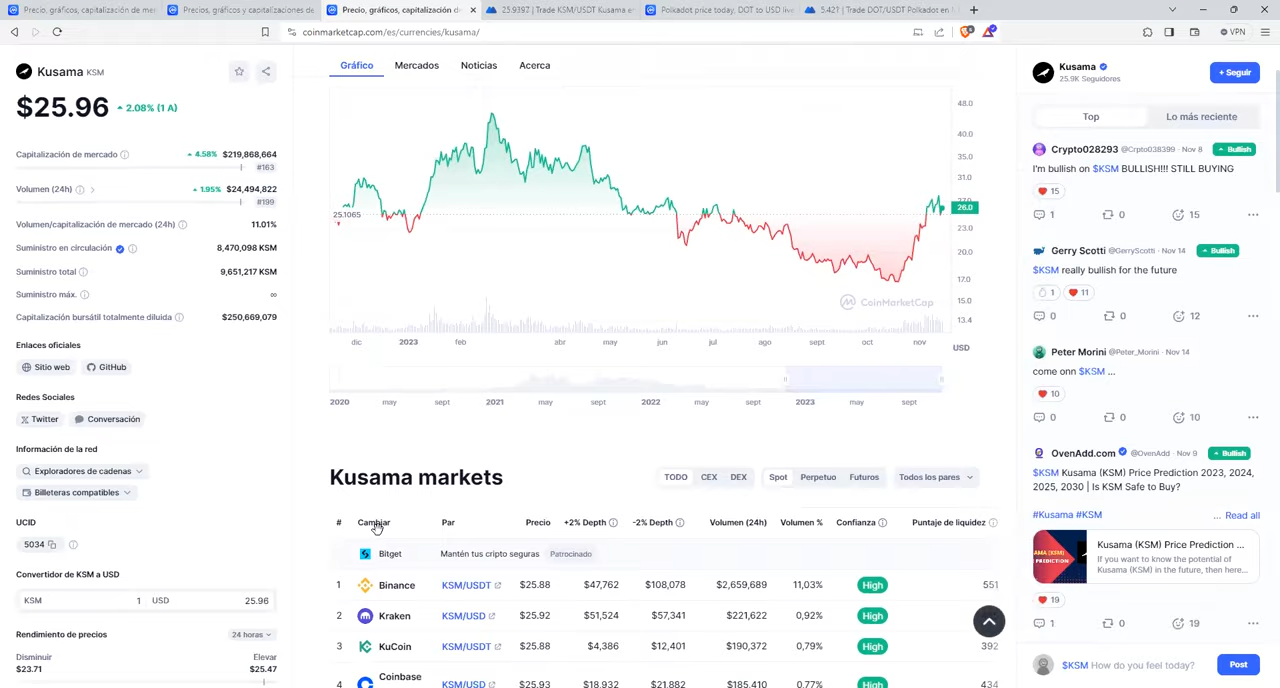 Precio, gráficos, capitalización de mer
Precios, gráficos y capitalizaciones de
Precio, gráficos, capitalización de
25.939? | Trade KSM/USDT Kusama e
Polkadot price today, DOT to USD live
5.42? | Trade DOT/USDT Polkadot en
coinmarketcap.com/es/currencies/kusama/
VPN
Kusama KSM
$25.96
2.08% (1 A)
Capitalización de mercado
4.58% $219,868,664
#163
Volumen (24h)
1.95% $24,494,822
#199
Volumen/capitalización de mercado (24h)
11.01%
Suministro en circulación
8,470,098 KSM
Suministro total
9,651,217 KSM
Suministro máx.
∞
Capitalización bursátil totalmente diluida
$250,669,079
Enlaces oficiales
Sitio web
GitHub
Redes Sociales
Twitter
Conversación
Información de la red
Exploradores de cadenas
Billeteras compatibles
UCID
5034
Convertidor de KSM a USD
KSM 1 USD 25.96
Rendimiento de precios
24 horas
Disminuir Elevar
$23.71 $25.47
Gráfico Mercados Noticias Acerca
48.0
40.0
35.0
31.0
26.0
23.0
20.0
17.0
15.0
13.4
USD
25.1065
CoinMarketCap
dic 2023 feb abr may jun jul ago sept oct nov
2020 may sept 2021 may sept 2022 may sept 2023 may sept
Kusama markets
TODO CEX DEX
Spot Perpetuo Futuros
Todos los pares
# Cambiar Par Precio +2% Depth -2% Depth Volumen (24h) Volumen % Confianza Puntaje de liquidez
Bitget Mantén tus cripto seguras Patrocinado
1 Binance KSM/USDT $25.88 $47,762 $108,078 $2,659,689 11,03% High 551
2 Kraken KSM/USD $25.92 $51,524 $57,341 $221,622 0,92% High
3 KuCoin KSM/USDT $25.88 $4,386 $12,401 $190,372 0,79% High 392
4 Coinbase KSM/USD $25.93 $18,932 $21,882 $185,410 0,77% High 434
Kusama
25.9K Seguidores
+ Seguir
Top Lo más reciente
Crypto028293 @Crpto038399 · Nov 8 Bullish
I'm bullish on $KSM BULLISH!!! STILL BUYING
15
1 0 15
Gerry Scotti @GerryScotti · Nov 14 Bullish
$KSM really bullish for the future
1 11
0 0 12
Peter Morini @Peter_Morini · Nov 14
come onn $KSM ...
10
0 0 10
OvenAdd.com @OvenAdd · Nov 9 Bullish
$KSM Kusama (KSM) Price Prediction 2023, 2024,
2025, 2030 | Is KSM Safe to Buy?
#Kusama #KSM
... Read all
Kusama (KSM) Price Prediction ...
If you want to know the potential of
Kusama (KSM) in the future, then here...
19
1 0 19
$KSM How do you feel today?
Post